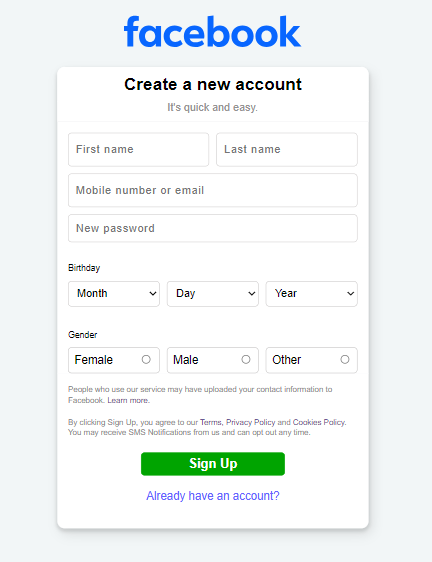 facebook
Create a new account
It's quick and easy.
First name Last name
Mobile number or email
New password
Birthday
Month Day Year
Gender
Female Male Other
People who use our service may have uploaded your contact information to
Facebook. Learn more.
By clicking Sign Up, you agree to our Terms, Privacy Policy and Cookies Policy.
You may receive SMS Notifications from us and can opt out any time.
Sign Up
Already have an account?